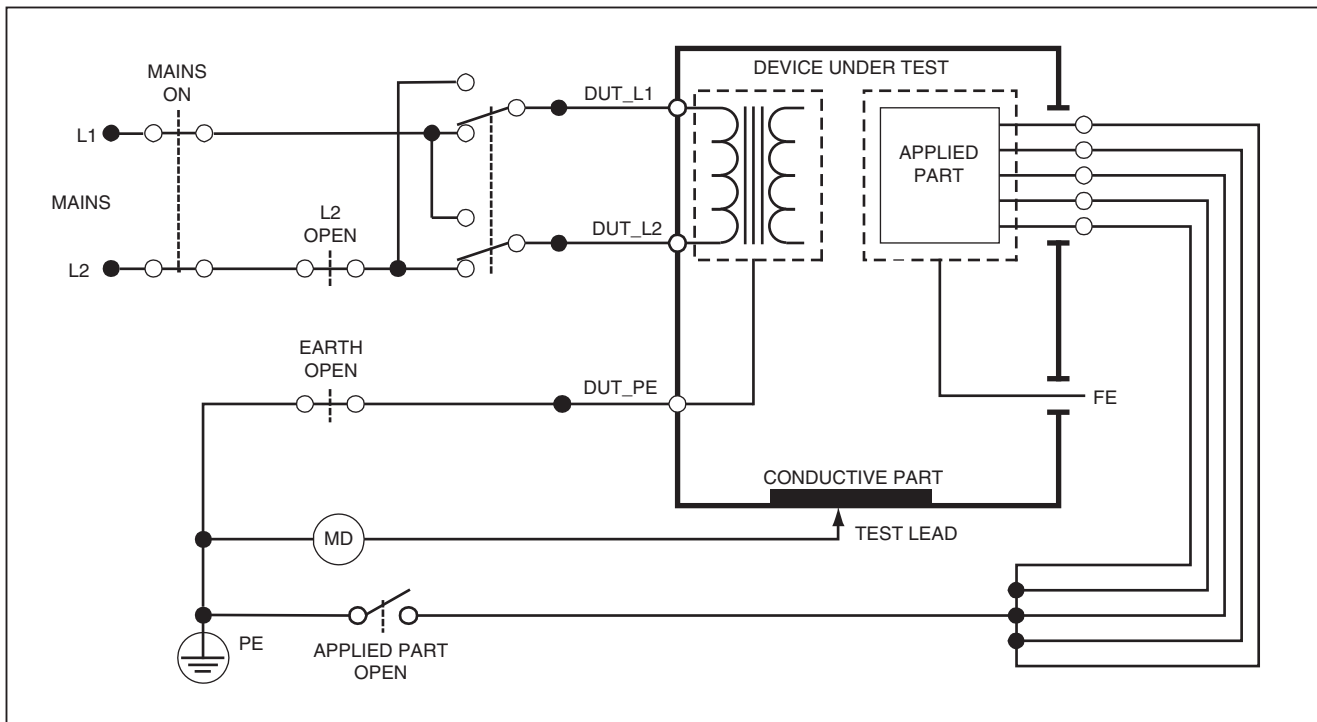 DEVICE UNDER TEST
MAINS
ON
DUT_L1
L1
APPLIED
PART
MAINS
L2
OPEN
DUT_L2
L2
EARTH
OPEN
DUT_PE
FE
CONDUCTIVE PART
MD
TEST LEAD
PE
APPLIED PART
OPEN